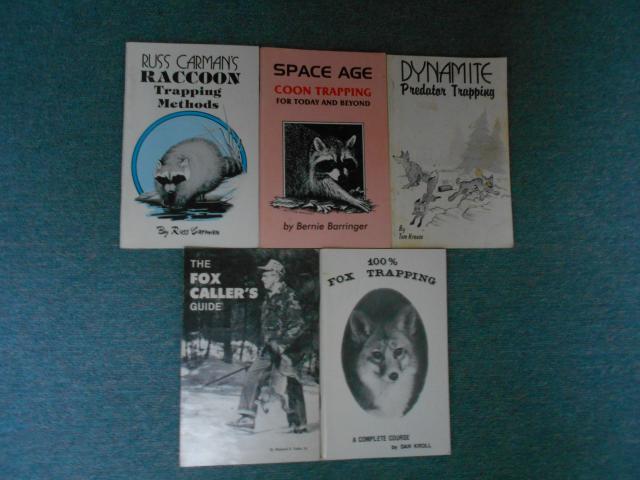 RUSS CARMAN'S
RACCOON
Trapping
Methods
By Russ Carman
SPACE AGE
COON TRAPPING
FOR TODAY AND BEYOND
by Bernie Barringer
DYNAMITE
Predator Trapping
By
Tom Krause
THE
FOX
CALLER'S
GUIDE
By
100%
FOX TRAPPING
A COMPLETE COURSE
by DAN KROLL